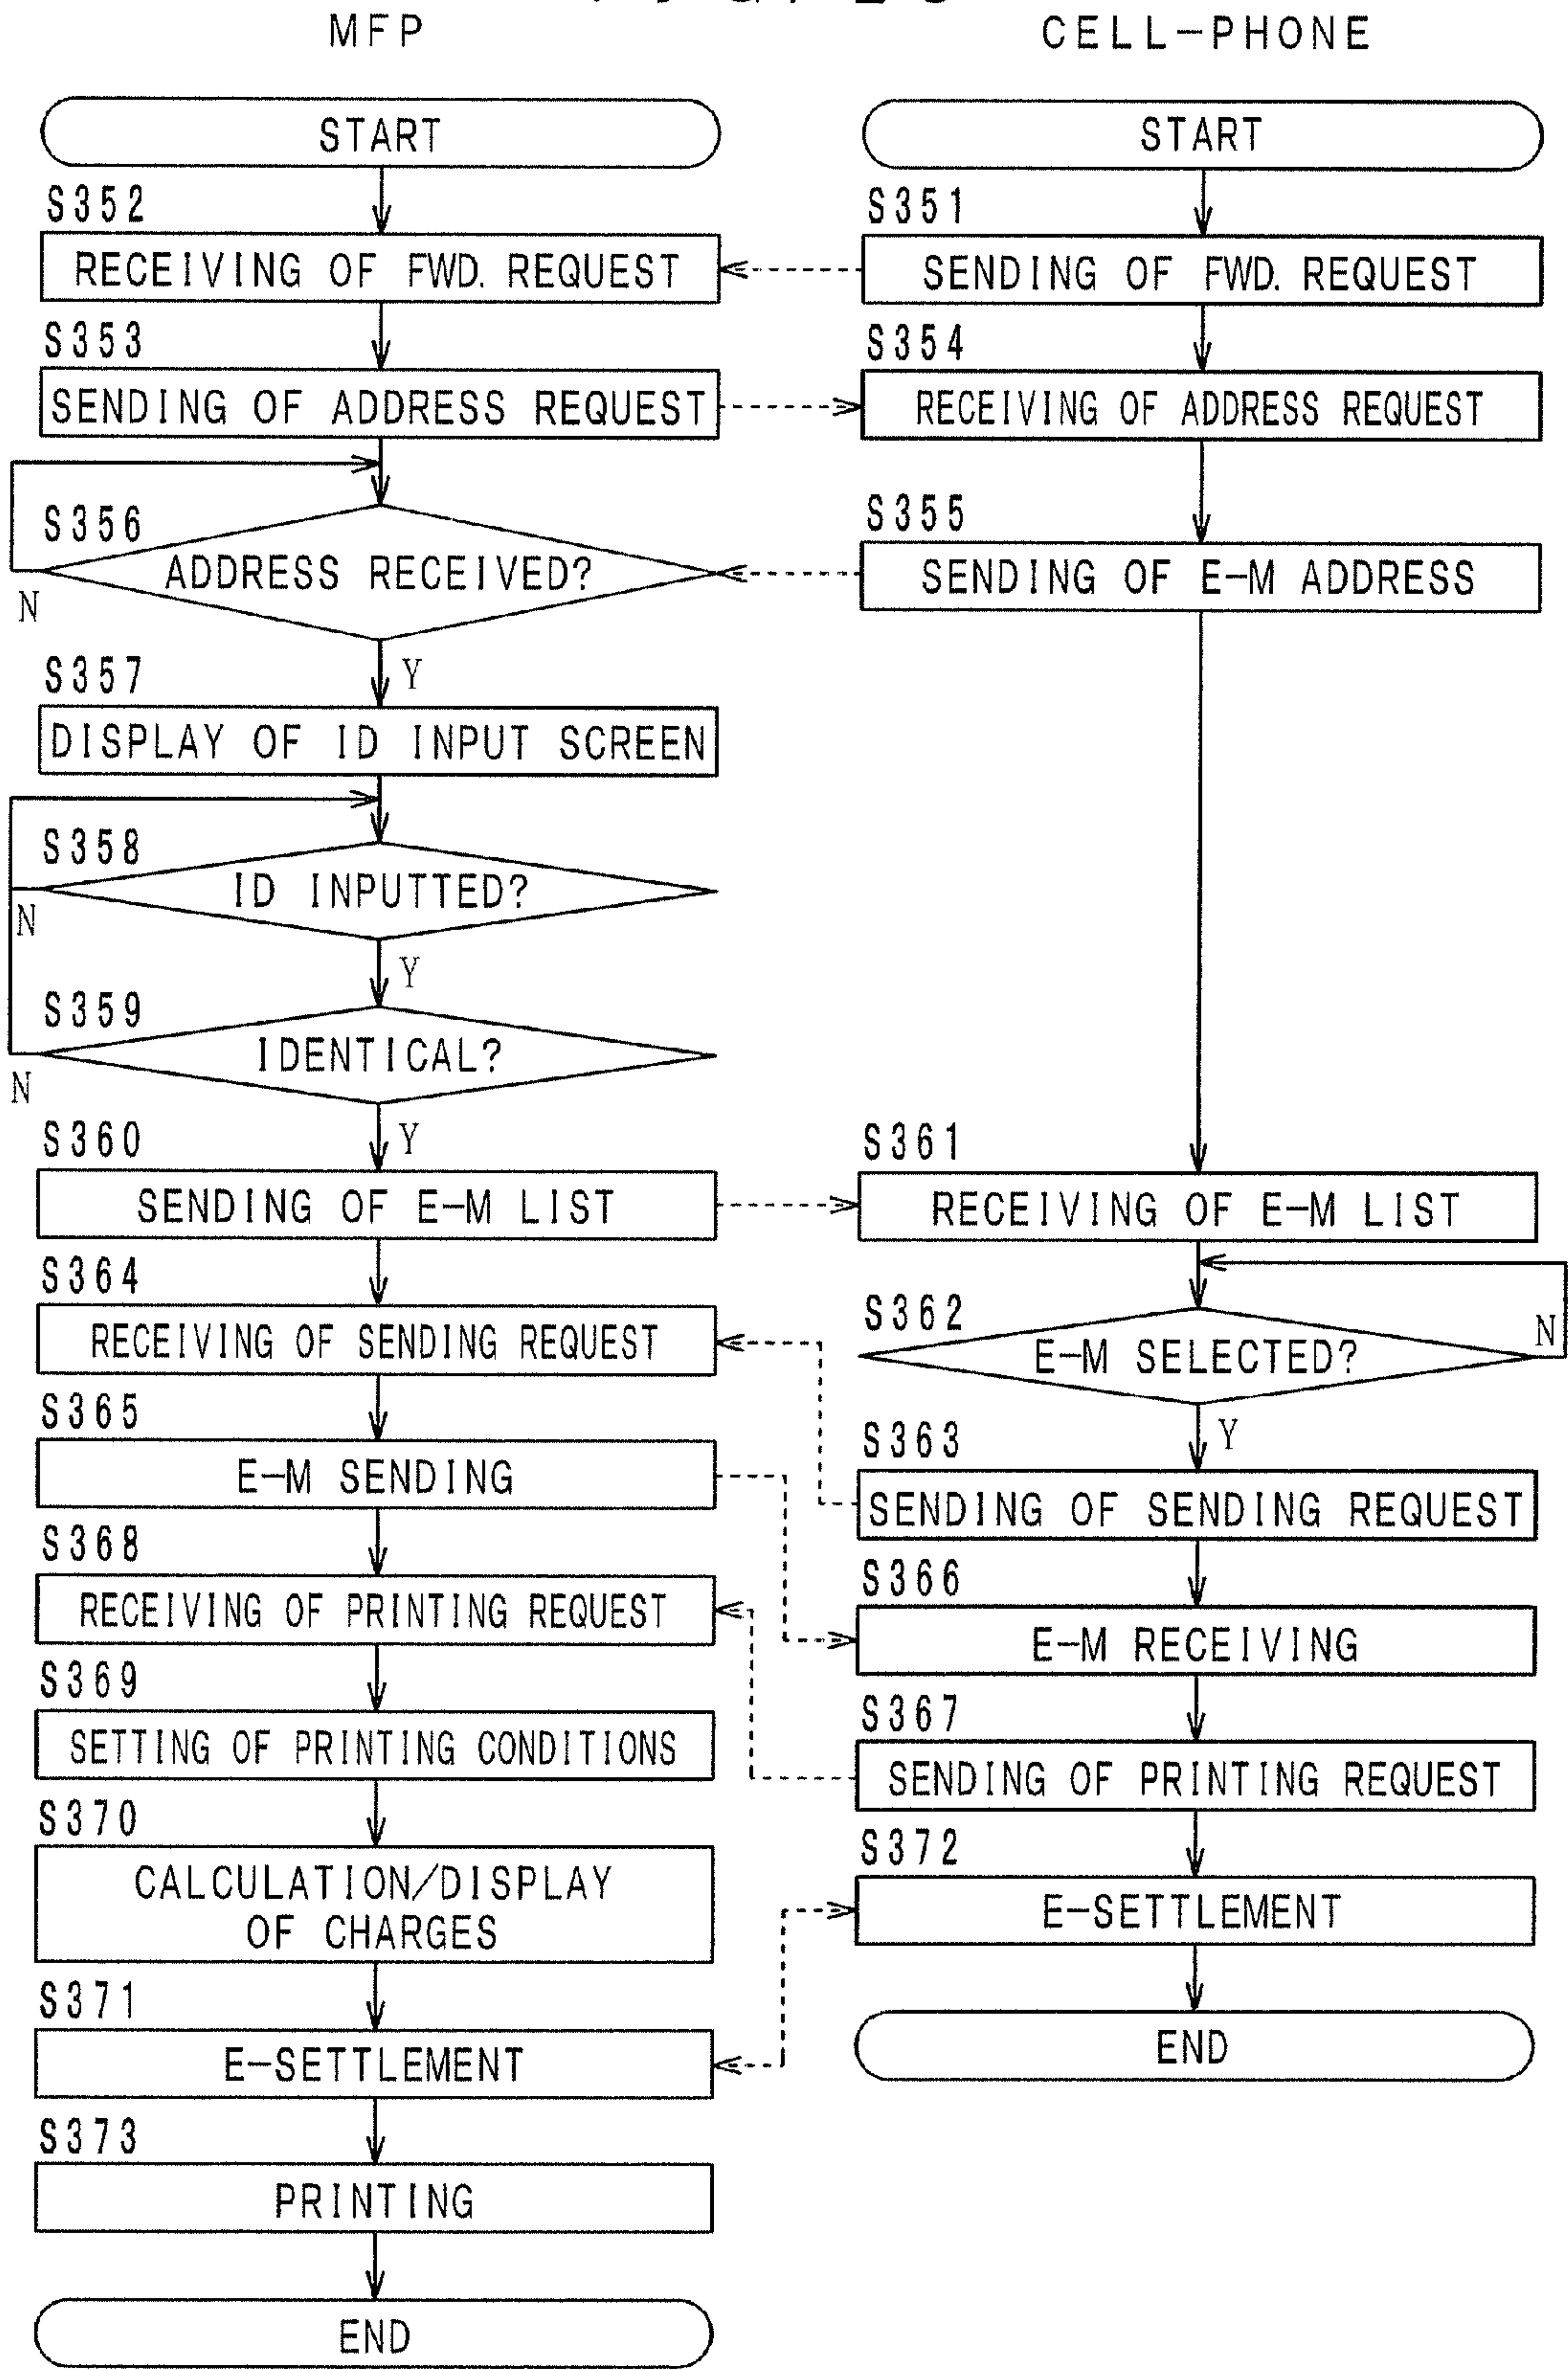 MFP
START
S352
RECEIVING OF FWD. REQUEST
S353
SENDING OF ADDRESS REQUEST
S356
ADDRESS RECEIVED?
N
Y
S357
DISPLAY OF ID INPUT SCREEN
S358
ID INPUTTED?
N
Y
S359
IDENTICAL?
N
Y
S360
SENDING OF E-M LIST
S364
RECEIVING OF SENDING REQUEST
S365
E-M SENDING
S368
RECEIVING OF PRINTING REQUEST
S369
SETTING OF PRINTING CONDITIONS
S370
CALCULATION/DISPLAY
OF CHARGES
S371
E-SETTLEMENT
S373
PRINTING
END
CELL-PHONE
START
S351
SENDING OF FWD. REQUEST
S354
RECEIVING OF ADDRESS REQUEST
S355
SENDING OF E-M ADDRESS
S361
RECEIVING OF E-M LIST
S362
E-M SELECTED?
N
Y
S363
SENDING OF SENDING REQUEST
S366
E-M RECEIVING
S367
SENDING OF PRINTING REQUEST
S372
E-SETTLEMENT
END